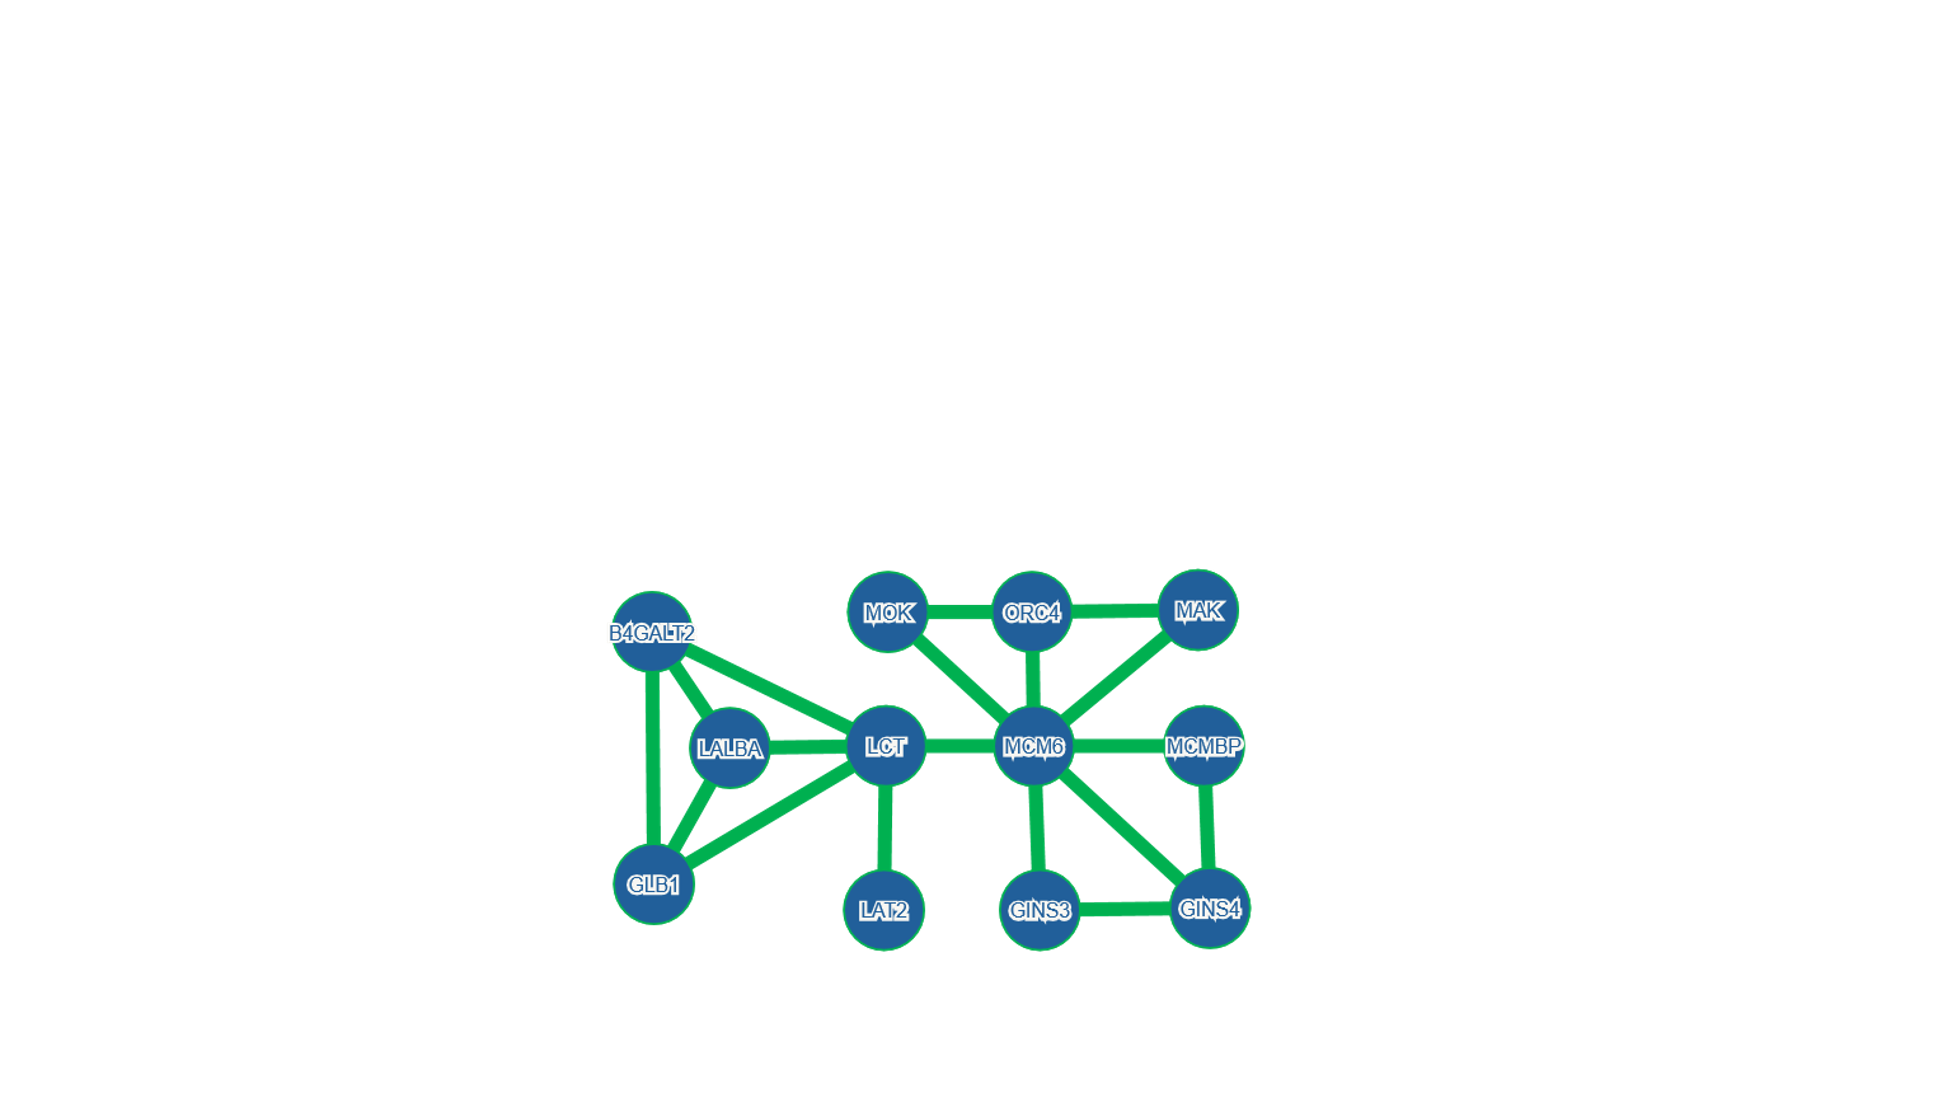 MOK
ORC4
MAK
B4GALT2
LALBA
LCT
MCM6
MCMBP
GLB1
LAT2
GINS3
GINS4